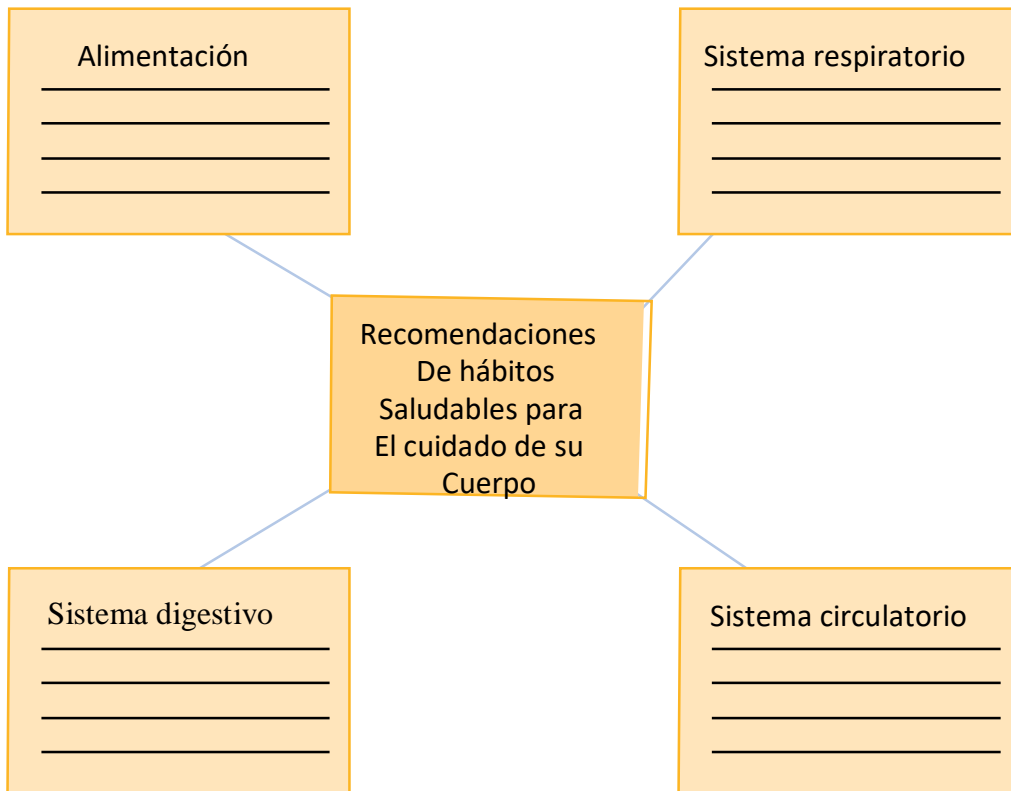 Alimentación
Sistema respiratorio
Recomendaciones
De hábitos
Saludables para
El cuidado de su
Cuerpo
Sistema digestivo
Sistema circulatorio